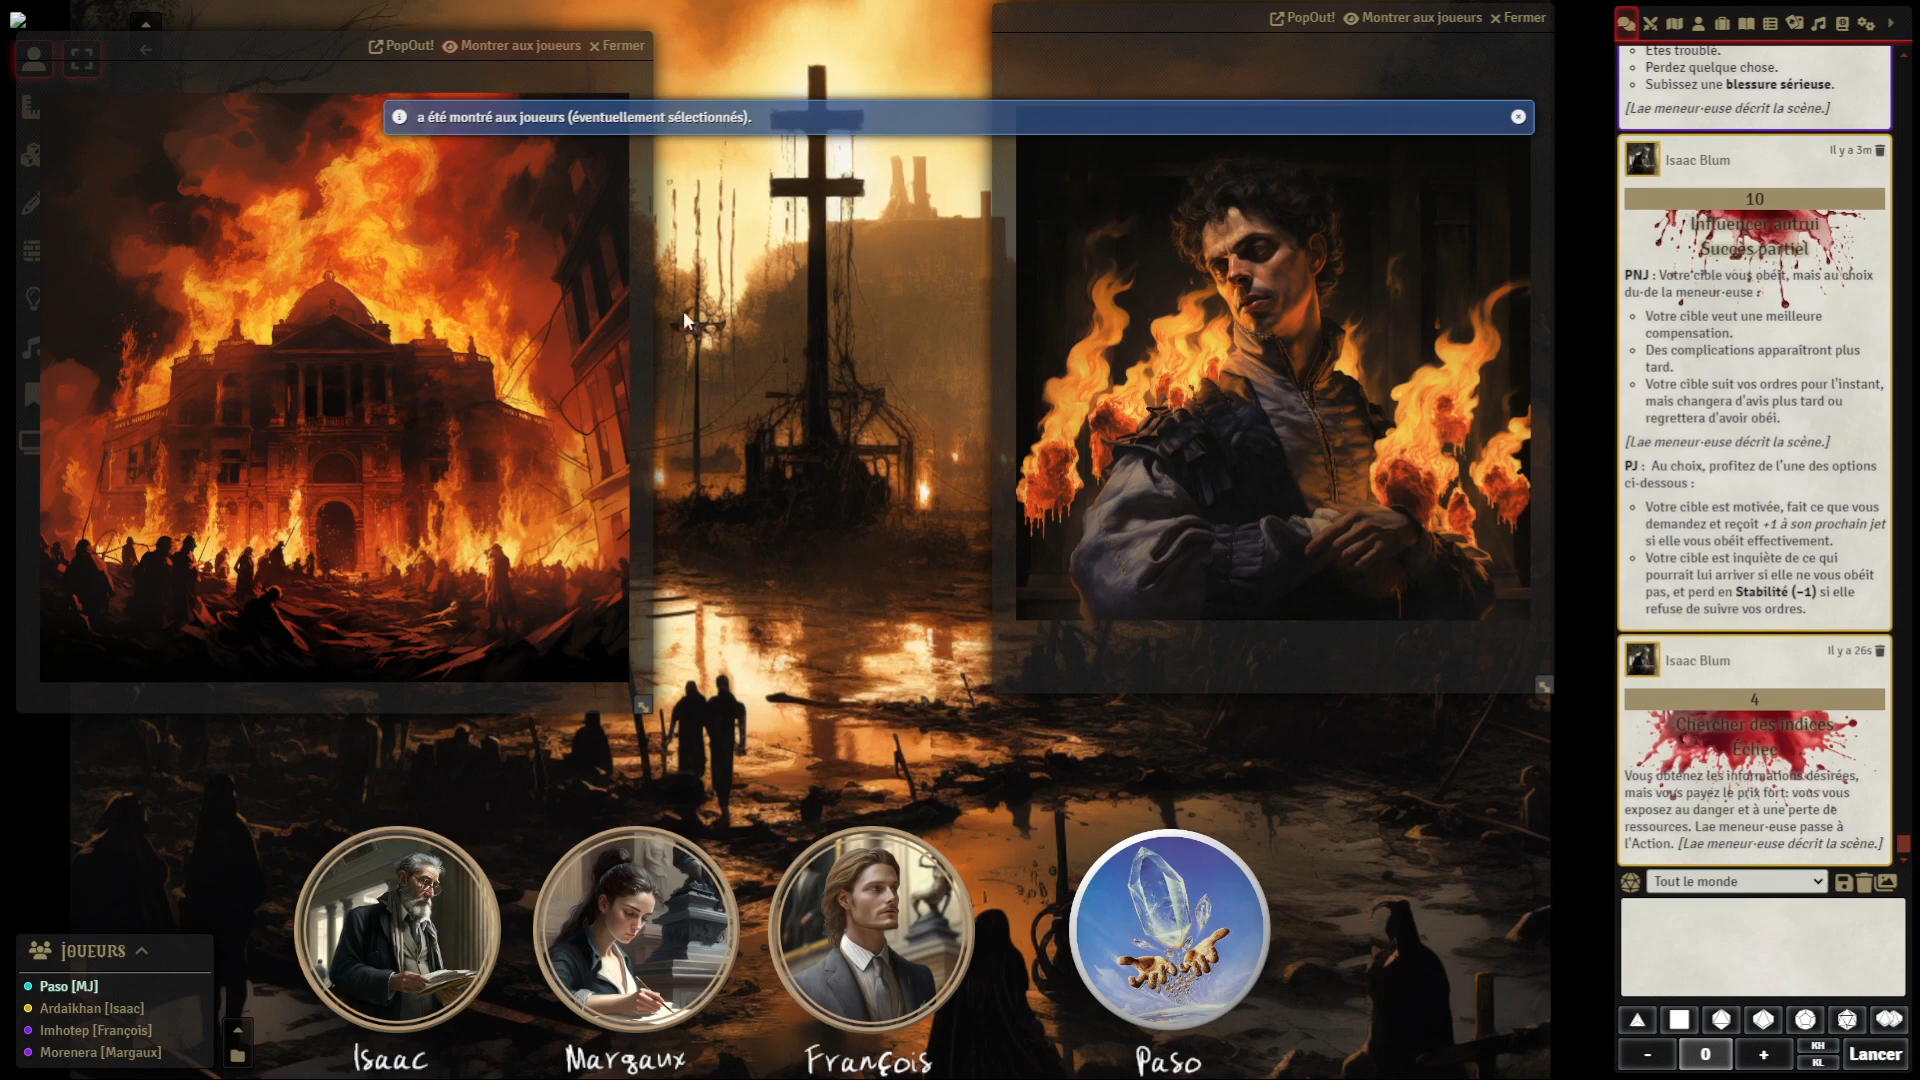 PopOut! Montrer aux joueurs Fermer
PopOut! Montrer aux joueurs Fermer
a été montré aux joueurs (éventuellement sélectionnés).
JOUEURS
Paso [MJ]
Ardaikhan [Isaac]
Imhotep [François]
Morenera [Margaux]
Isaac
Margaux
François
Paso
Êtes troublé.
Perdez quelque chose.
Subissez une blessure sérieuse.
[Lae meneur·euse décrit la scène.]
Isaac Blum
Il y a 3m
10
Influencer autrui
Succès partiel
PNJ : Votre cible vous obéit, mais au choix
du·de la meneur·euse :
Votre cible veut une meilleure
compensation.
Des complications apparaîtront plus
tard.
Votre cible suit vos ordres pour l'instant,
mais changera d'avis plus tard ou
regrettera d'avoir obéi.
[Lae meneur·euse décrit la scène.]
PJ : Au choix, profitez de l'une des options
ci-dessous :
Votre cible est motivée, fait ce que vous
demandez et reçoit +1 à son prochain jet
si elle vous obéit effectivement.
Votre cible est inquiète de ce qui
pourrait lui arriver si elle ne vous obéit
pas, et perd en Stabilité (−1) si elle
refuse de suivre vos ordres.
Isaac Blum
Il y a 26s
4
Chercher des indices
Échec
Vous obtenez les informations désirées,
mais vous payez le prix fort: vous vous
exposez au danger et à une perte de
ressources. Lae meneur·euse passe à
l'Action. [Lae meneur·euse décrit la scène.]
Tout le monde
- 0 + KH
KL
Lancer